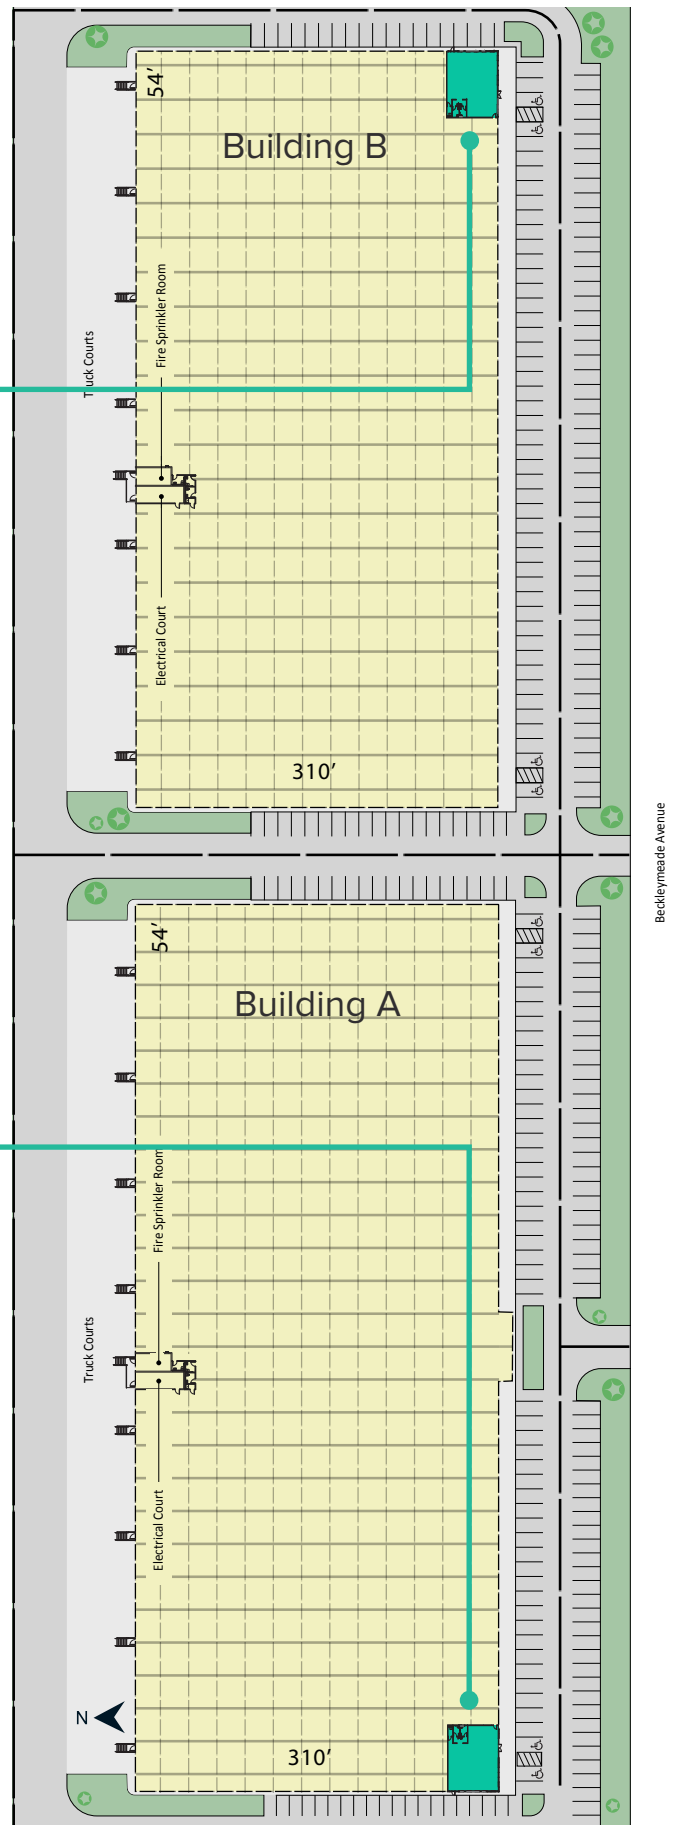 54’
Building B
Fire Sprinkler Room
Truck Courts
Electrical Court
310’
Beckleymeade Avenue
54’
Building A
Fire Sprinkler Room
Truck Courts
Electrical Court
N
310’